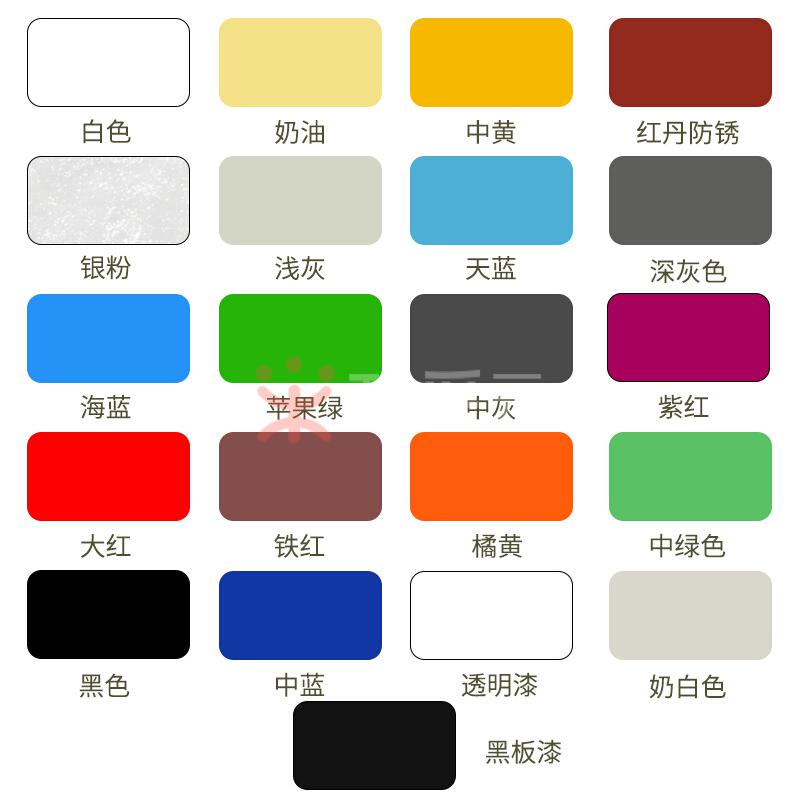 白色 奶油 中黄 红丹防锈
银粉 浅灰 天蓝 深灰色
海蓝 苹果绿 中灰 紫红
大红 铁红 橘黄 中绿色
黑色 中蓝 透明漆 奶白色
黑板漆